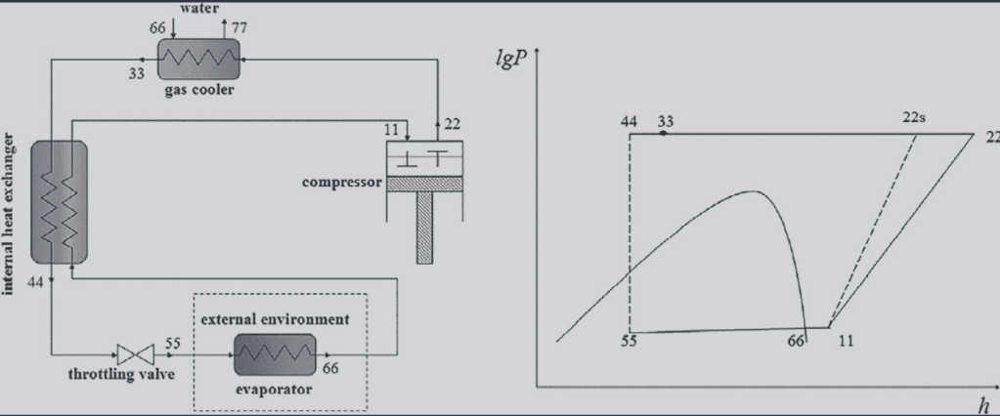 water
66
77
33
gas cooler
11
22
compressor
internal heat exchanger
44
external environment
55
66
throttling valve
evaporator
lgP
44
33
22s
22
55
66
11
h